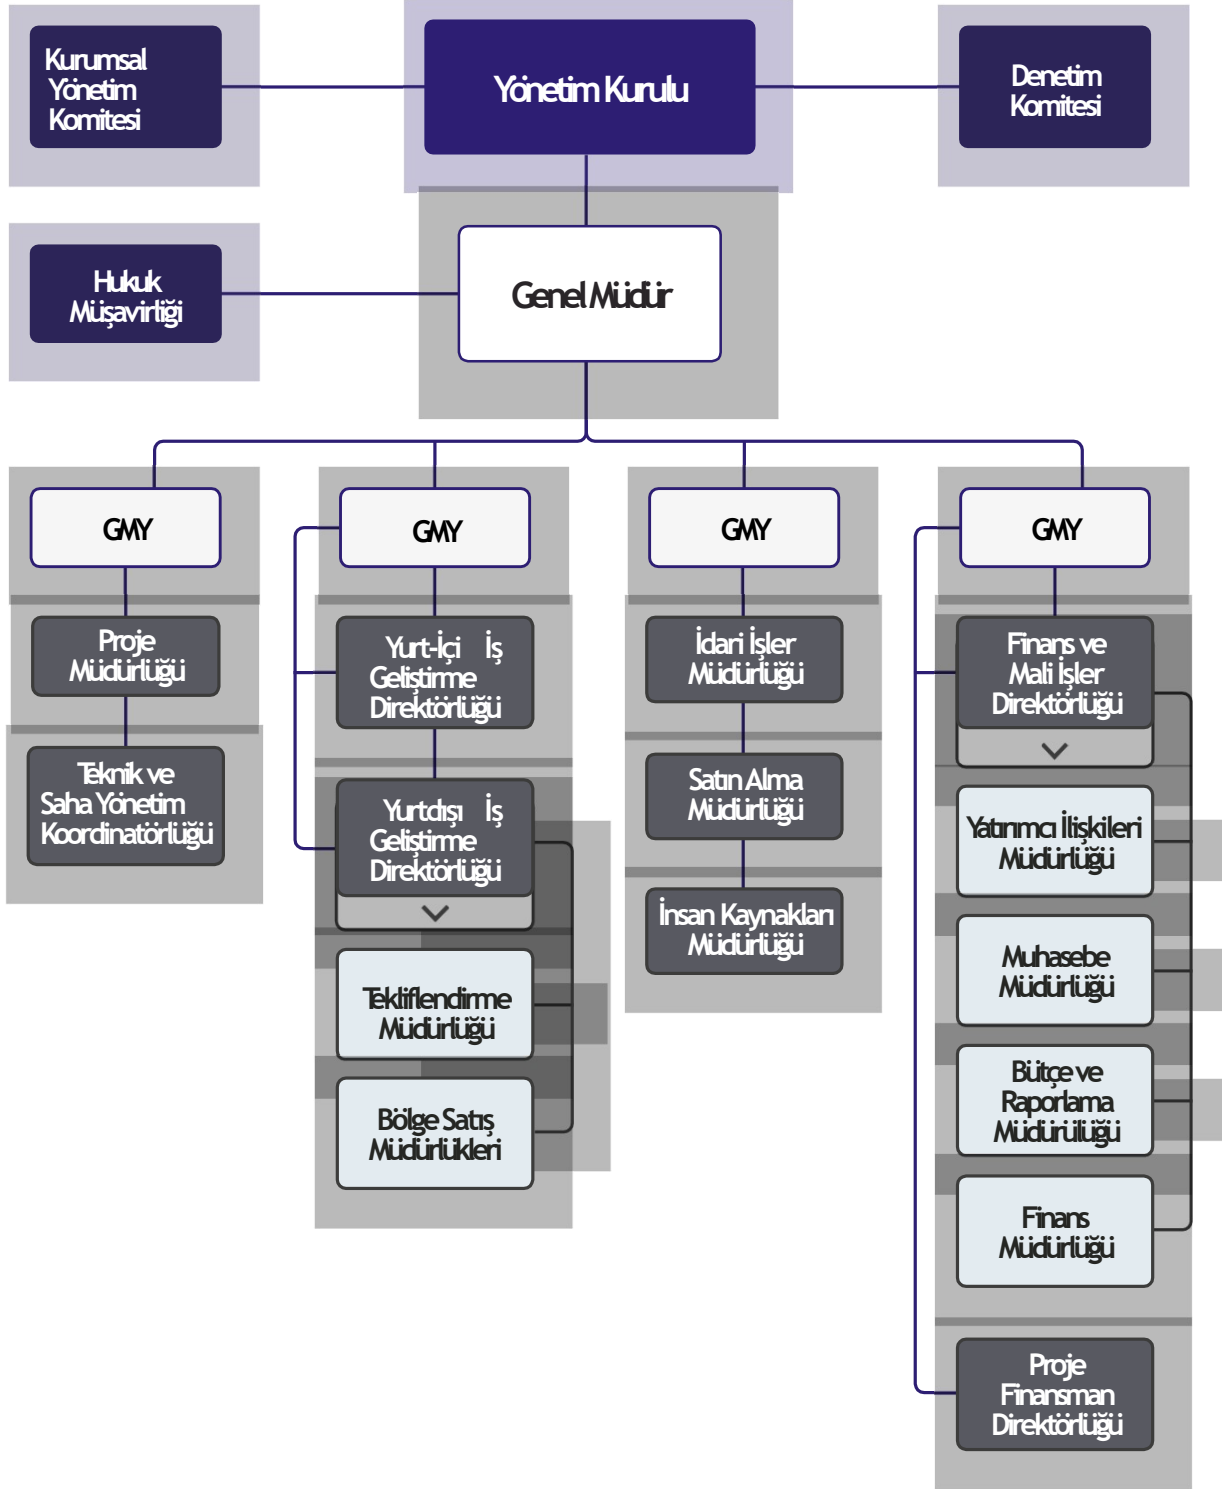 Kurumsal
Yönetim
Komitesi
Yönetim Kurulu
Denetim
Komitesi
Hukuk
Müşavirliği
Genel Müdür
GMY
GMY
GMY
GMY
Proje
Müdürlüğü
Teknik ve
Saha Yönetim
Koordinatörlüğü
Yurt-İçi İş
Geliştirme
Direktörlüğü
Yurtdışı İş
Geliştirme
Direktörlüğü
Tekliflendirme
Müdürlüğü
Bölge Satış
Müdürlükleri
İdari İşler
Müdürlüğü
Satın Alma
Müdürlüğü
İnsan Kaynakları
Müdürlüğü
Finans ve
Mali İşler
Direktörlüğü
Yatırımcı İlişkileri
Müdürlüğü
Muhasebe
Müdürlüğü
Bütçe ve
Raporlama
Müdürülüğü
Finans
Müdürlüğü
Proje
Finansman
Direktörlüğü